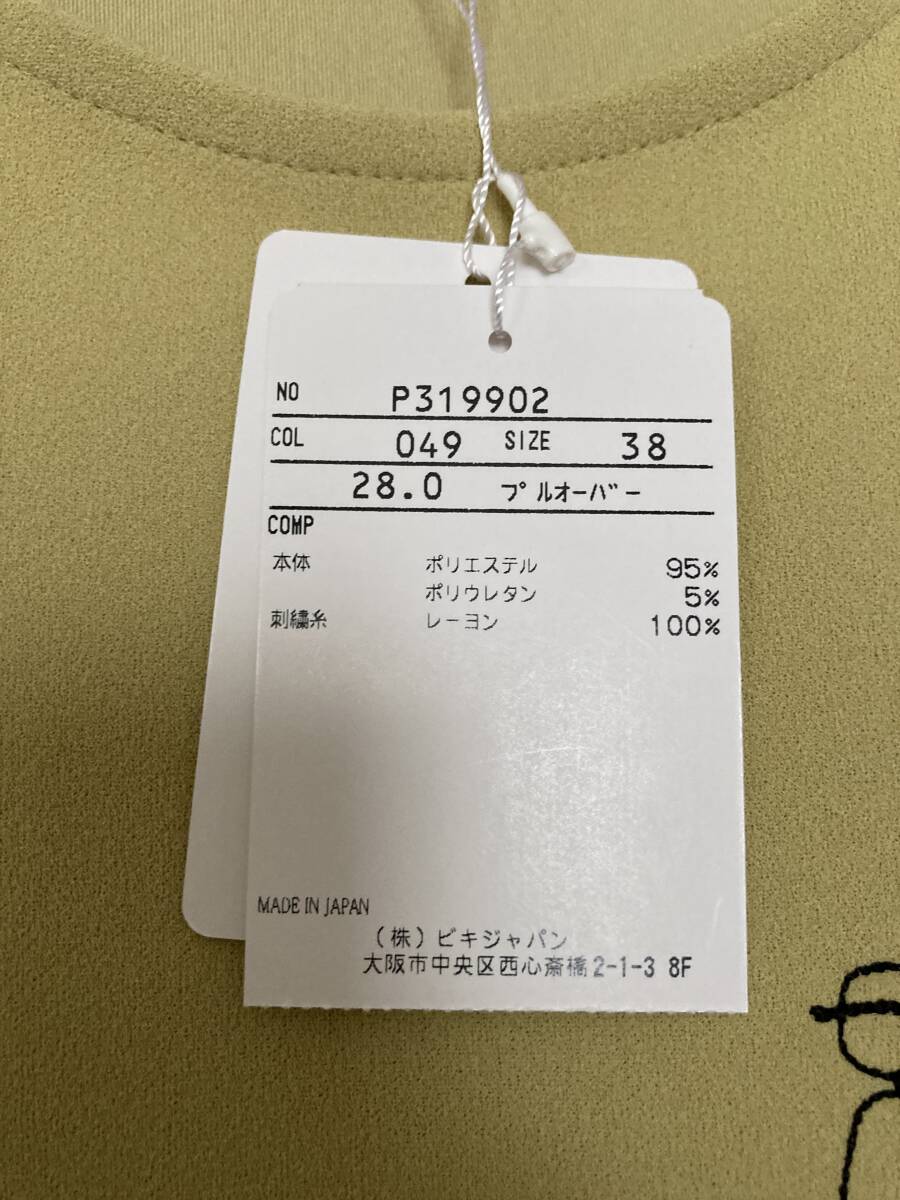 NO P319902
COL 049 SIZE 38
28.0 プルオーバー
COMP
本体 ポリエステル 95%
ポリウレタン 5%
刺繍糸 レーヨン 100%
MADE IN JAPAN
(株)ビキジャパン
大阪市中央区西心斎橋2-1-3 8F